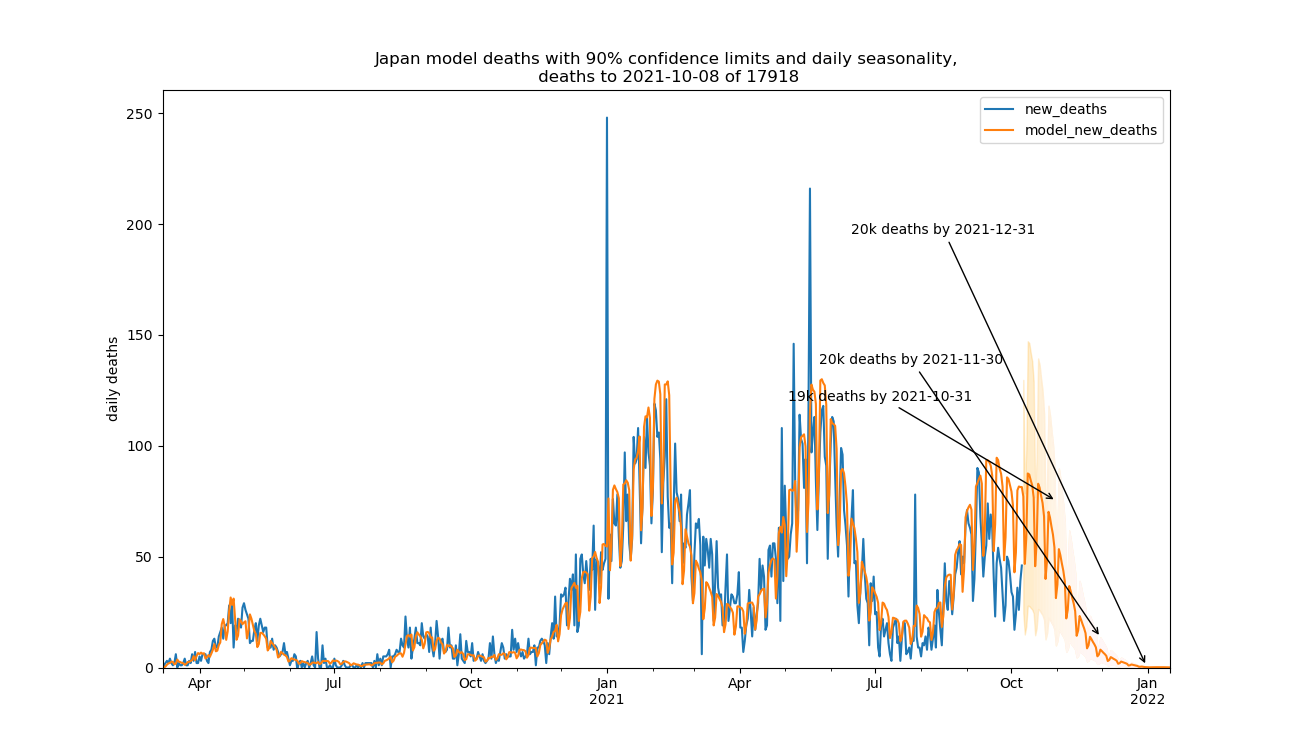 Japan model deaths with 90% confidence limits and daily seasonality,
deaths to 2021-10-08 of 17918
new_deaths
model_new_deaths
daily deaths
250
200
150
100
50
0
20k deaths by 2021-12-31
20k deaths by 2021-11-30
19k deaths by 2021-10-31
Apr
Jul
Oct
Jan
2021
Apr
Jul
Oct
Jan
2022